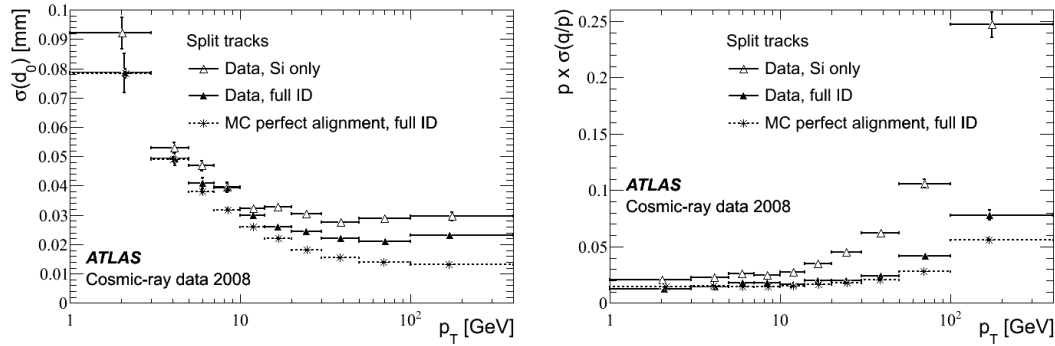 σ(d0) [mm]
0.1
0.09
0.08
0.07
0.06
0.05
0.04
0.03
0.02
0.01
0
Split tracks
Data, Si only
Data, full ID
MC perfect alignment, full ID
ATLAS
Cosmic-ray data 2008
1 10 10²
pT [GeV]
p x σ(q/p)
0.25
0.2
0.15
0.1
0.05
0
Split tracks
Data, Si only
Data, full ID
MC perfect alignment, full ID
ATLAS
Cosmic-ray data 2008
1 10 10²
pT [GeV]